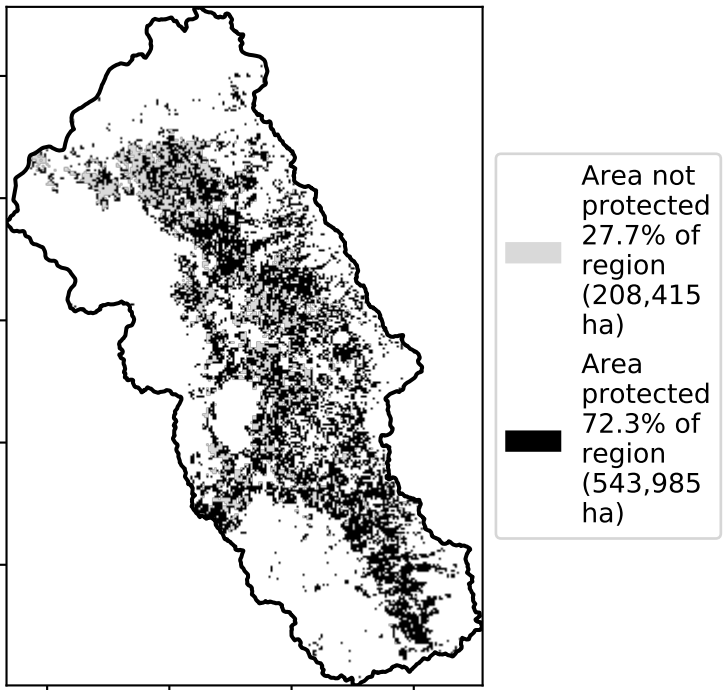 Area not
protected
27.7% of
region
(208,415
ha)
Area
protected
72.3% of
region
(543,985
ha)